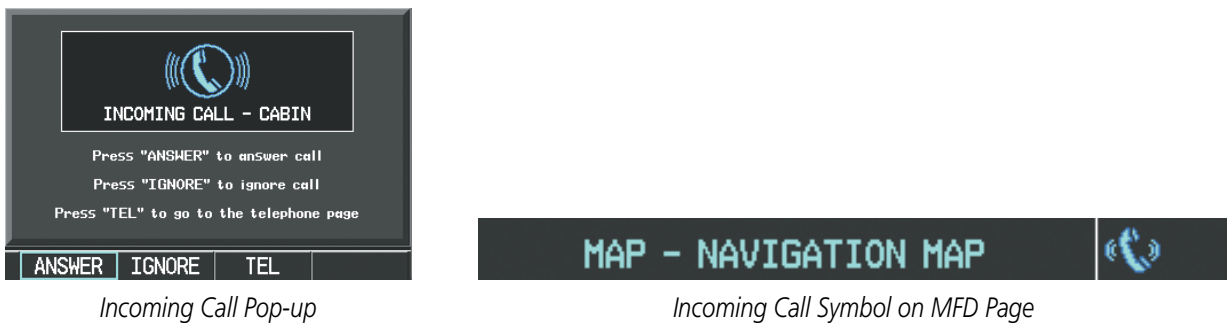 INCOMING CALL - CABIN
Press "ANSWER" to answer call
Press "IGNORE" to ignore call
Press "TEL" to go to the telephone page
ANSWER IGNORE TEL
Incoming Call Pop-up
MAP - NAVIGATION MAP
Incoming Call Symbol on MFD Page